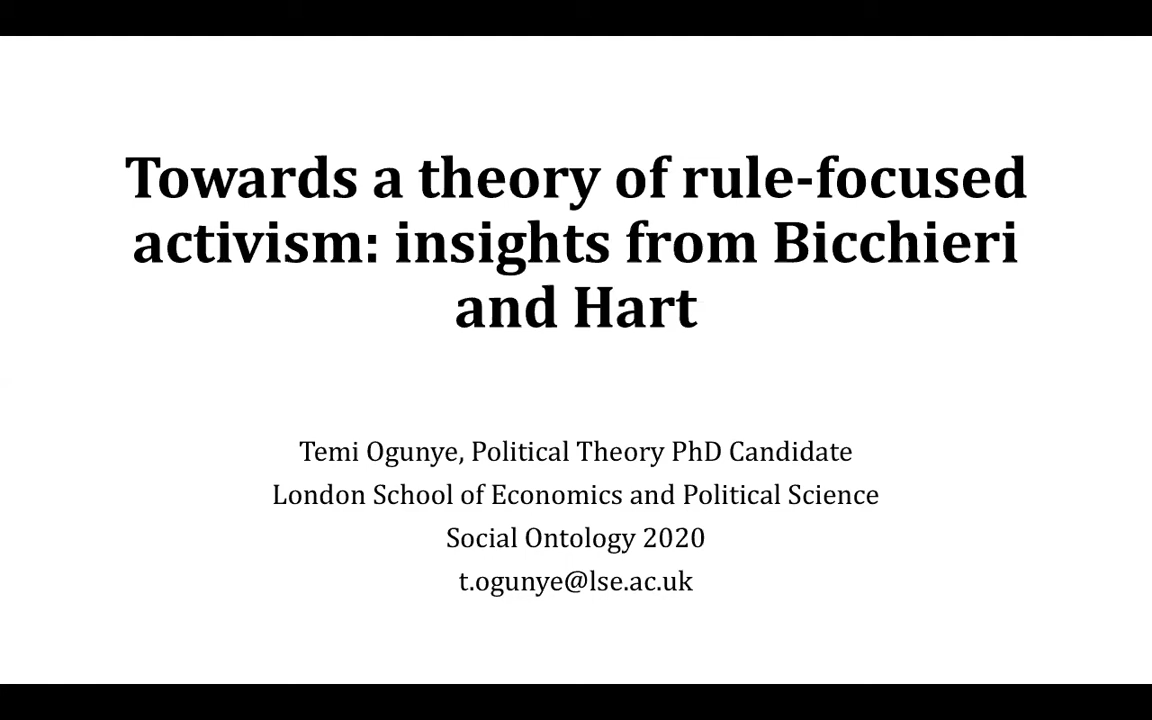 Towards a theory of rule-focused
activism: insights from Bicchieri
and Hart
Temi Ogunye, Political Theory PhD Candidate
London School of Economics and Political Science
Social Ontology 2020
t.ogunye@lse.ac.uk